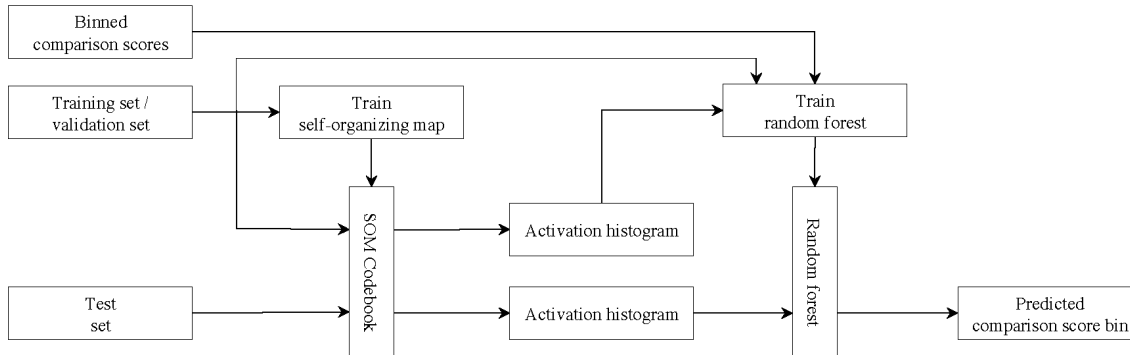 Binned
comparison scores
Training set /
validation set
Train
self-organizing map
Train
random forest
SOM Codebook
Activation histogram
Random forest
Test
set
Activation histogram
Predicted
comparison score bin